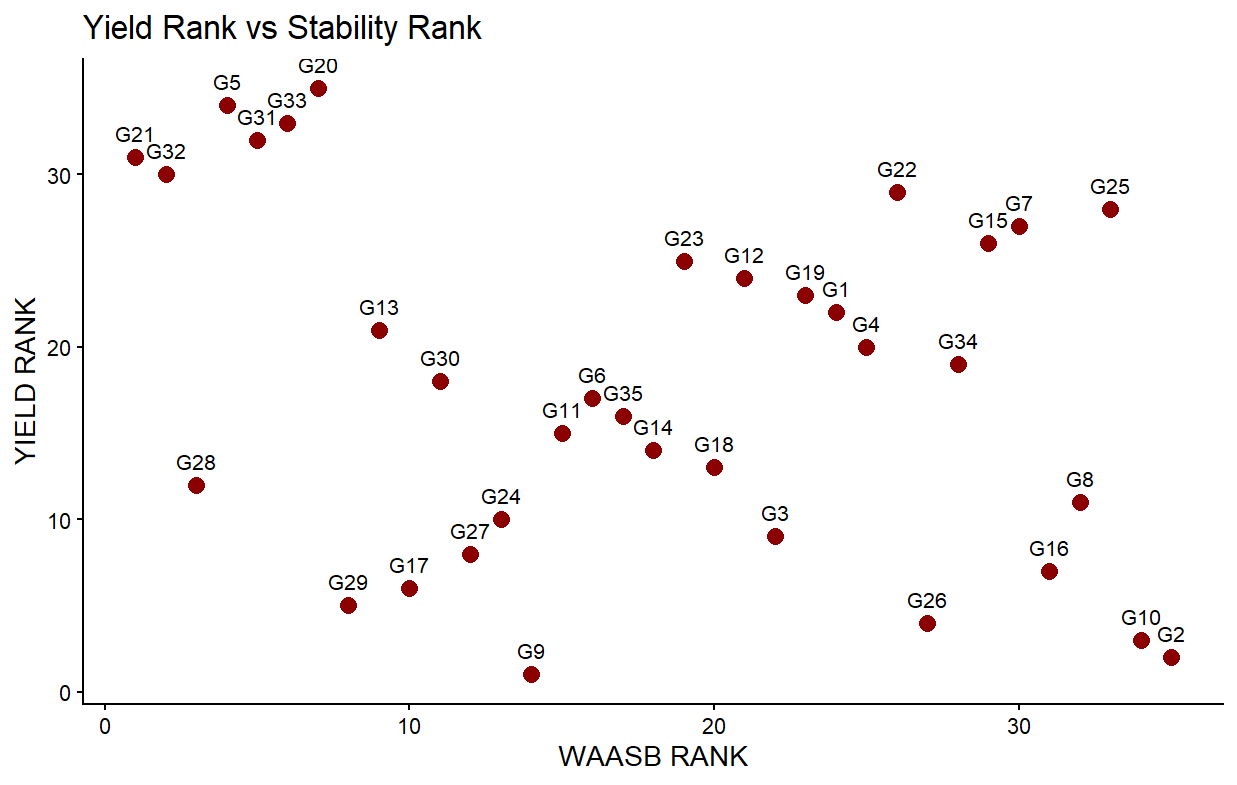 Yield Rank vs Stability Rank
G20
G5
G33
G31
G21
G32
G22
G25
G7
G15
G23
G12
G19
G1
G4
G34
G13
G30
G6
G35
G11
G14
G18
G28
G24
G3
G8
G27
G17
G16
G29
G26
G10
G2
G9
30
20
10
0
YIELD RANK
0 10 20 30
WAASB RANK